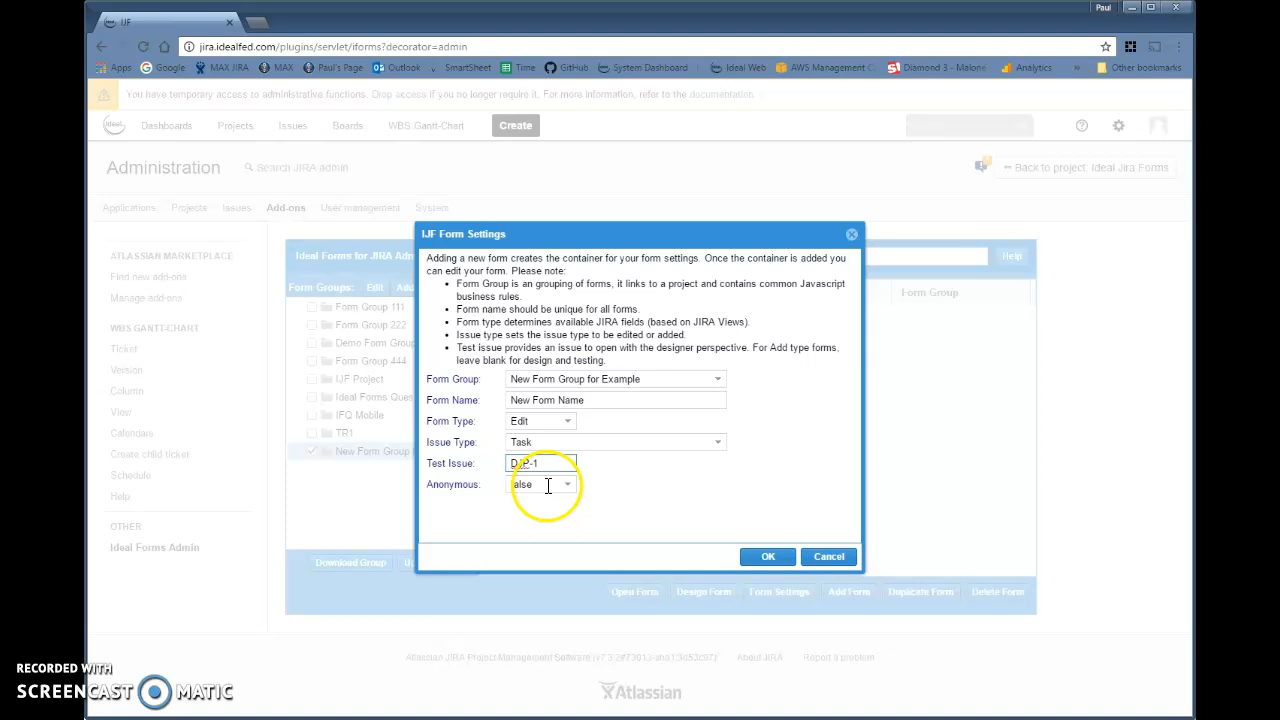 Paul
IJF
jira.idealfed.com/plugins/servlet/iforms?decorator=admin
Apps Google MAX JIRA MAX Paul's Page Outlook SmartSheet Time GitHub System Dashboard Ideal Web AWS Management C Diamond 3 - Malone Analytics » Other bookmarks
You have temporary access to administrative functions. Drop access if you no longer require it. For more information, refer to the documentation.
ideal Dashboards Projects Issues Boards WBS Gantt-Chart Create
Administration Search JIRA admin Back to project: Ideal Jira Forms
Applications Projects Issues Add-ons User management System
ATLASSIAN MARKETPLACE
Find new add-ons
Manage add-ons
WBS GANTT-CHART
Ticket
Version
Column
View
Calendars
Create child ticket
Schedule
Help
OTHER
Ideal Forms Admin
Ideal Forms for JIRA Adm Help
Form Groups: Edit Add Form Group
Form Group 111
Form Group 222
Demo Form Group
Form Group 444
IJF Project
Ideal Forms Ques
IFQ Mobile
TR1
New Form Group
IJF Form Settings
Adding a new form creates the container for your form settings. Once the container is added you
can edit your form. Please note:
• Form Group is an grouping of forms, it links to a project and contains common Javascript
business rules.
• Form name should be unique for all forms.
• Form type determines available JIRA fields (based on JIRA Views).
• Issue type sets the issue type to be edited or added.
• Test issue provides an issue to open with the designer perspective. For Add type forms,
leave blank for design and testing.
Form Group: New Form Group for Example
Form Name: New Form Name
Form Type: Edit
Issue Type: Task
Test Issue:
Anonymous: false
OK Cancel
Download Group
Open Form Design Form Form Settings Add Form Duplicate Form Delete Form
Atlassian JIRA Project Management Software About JIRA Report a problem
Atlassian
RECORDED WITH
SCREENCAST MATIC